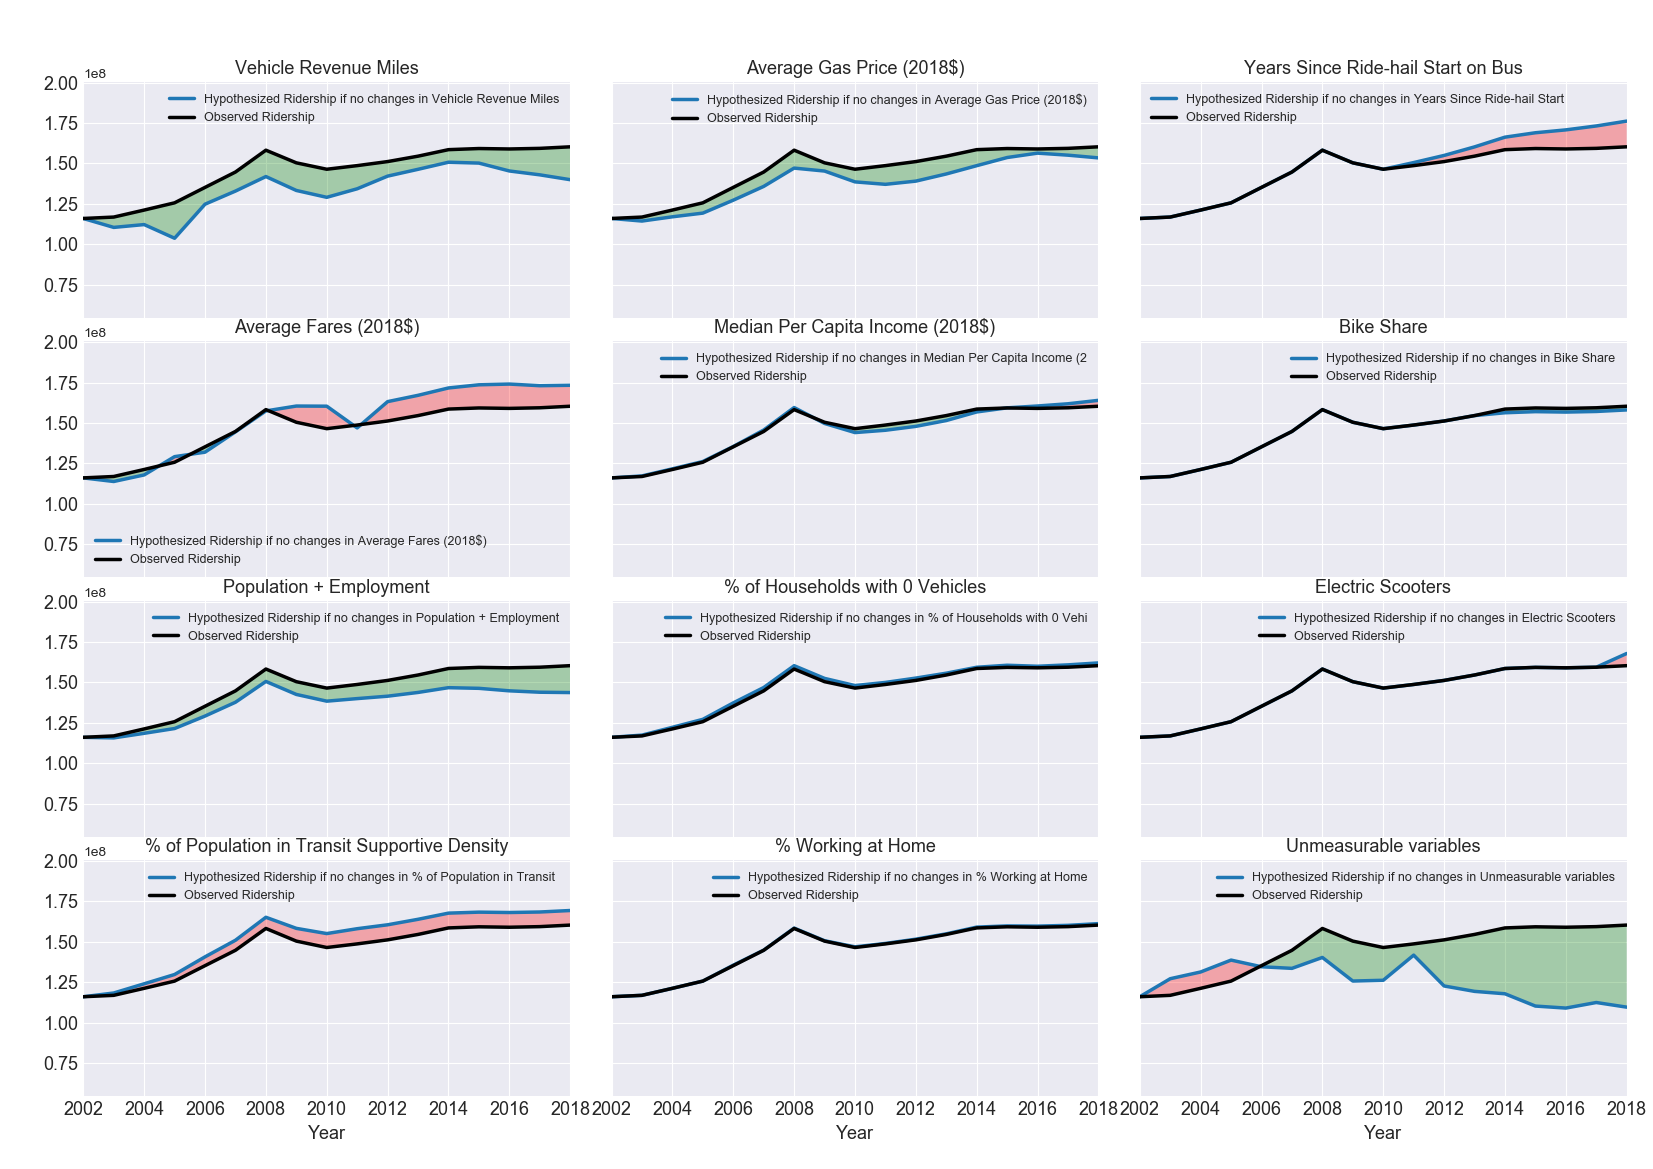 Vehicle Revenue Miles
1e8
2.00
1.75
1.50
1.25
1.00
0.75
Hypothesized Ridership if no changes in Vehicle Revenue Miles
Observed Ridership
Average Gas Price (2018$)
Hypothesized Ridership if no changes in Average Gas Price (2018$)
Observed Ridership
Years Since Ride-hail Start on Bus
Hypothesized Ridership if no changes in Years Since Ride-hail Start
Observed Ridership
Average Fares (2018$)
1e8
2.00
1.75
1.50
1.25
1.00
0.75
Hypothesized Ridership if no changes in Average Fares (2018$)
Observed Ridership
Median Per Capita Income (2018$)
Hypothesized Ridership if no changes in Median Per Capita Income (2
Observed Ridership
Bike Share
Hypothesized Ridership if no changes in Bike Share
Observed Ridership
Population + Employment
1e8
2.00
1.75
1.50
1.25
1.00
0.75
Hypothesized Ridership if no changes in Population + Employment
Observed Ridership
% of Households with 0 Vehicles
Hypothesized Ridership if no changes in % of Households with 0 Vehi
Observed Ridership
Electric Scooters
Hypothesized Ridership if no changes in Electric Scooters
Observed Ridership
% of Population in Transit Supportive Density
1e8
2.00
1.75
1.50
1.25
1.00
0.75
Hypothesized Ridership if no changes in % of Population in Transit
Observed Ridership
2002 2004 2006 2008 2010 2012 2014 2016 2018
Year
% Working at Home
Hypothesized Ridership if no changes in % Working at Home
Observed Ridership
2002 2004 2006 2008 2010 2012 2014 2016 2018
Year
Unmeasurable variables
Hypothesized Ridership if no changes in Unmeasurable variables
Observed Ridership
2002 2004 2006 2008 2010 2012 2014 2016 2018
Year